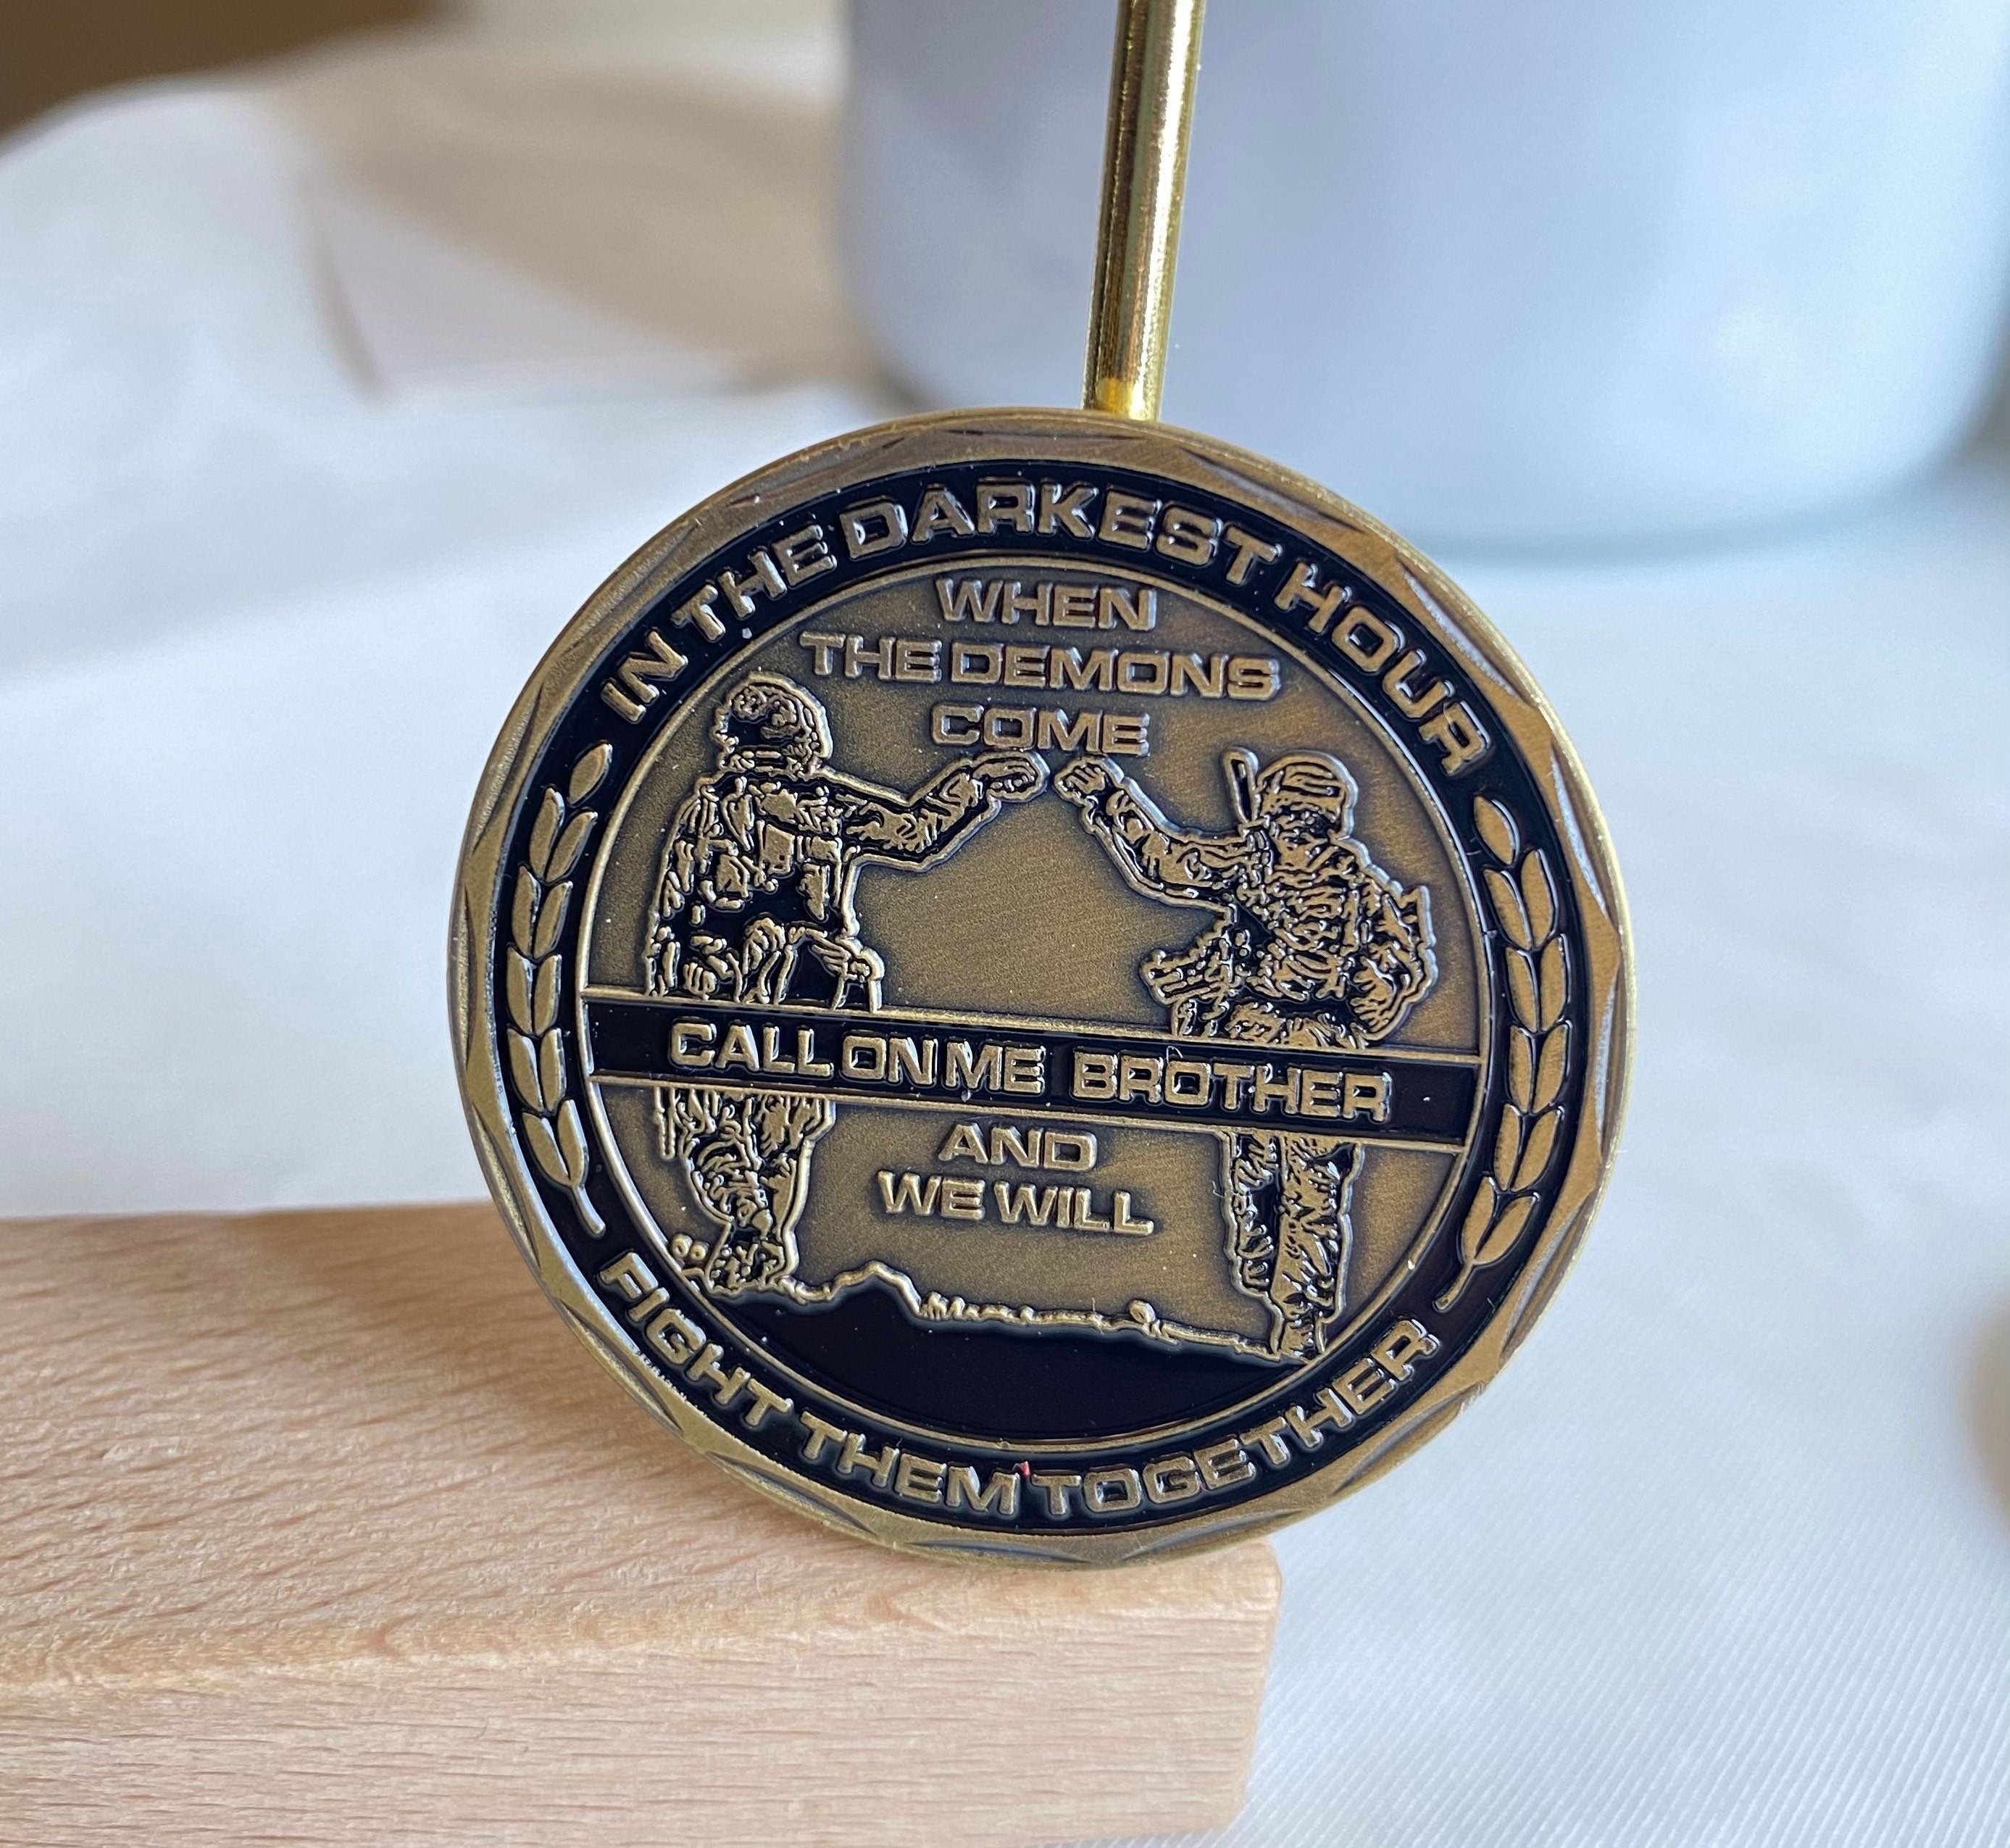 IN THE DARKEST HOUR
WHEN
THE DEMONS
COME
CALL ON ME BROTHER
AND
WE WILL
FIGHT THEM TOGETHER